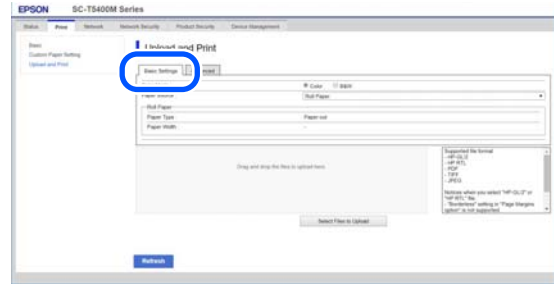 EPSON SC-T5400M Series
Status Print Network Network Security Product Security Device Management
Basic
Custom Paper Setting
Upload and Print
Upload and Print
Basic Settings
Color B&W
Roll Paper
Roll Paper
Paper Type : Paper out
Paper Width : -
Drag and drop the files to upload here.
Supported file format
- HP-GL/2
- HP RTL
- PDF
- TIFF
- JPEG
Notices when you select "HP-GL/2" or
"HP RTL" file.
- "Borderless" setting in "Page Margins
option" is not supported.
Select Files to Upload
Refresh